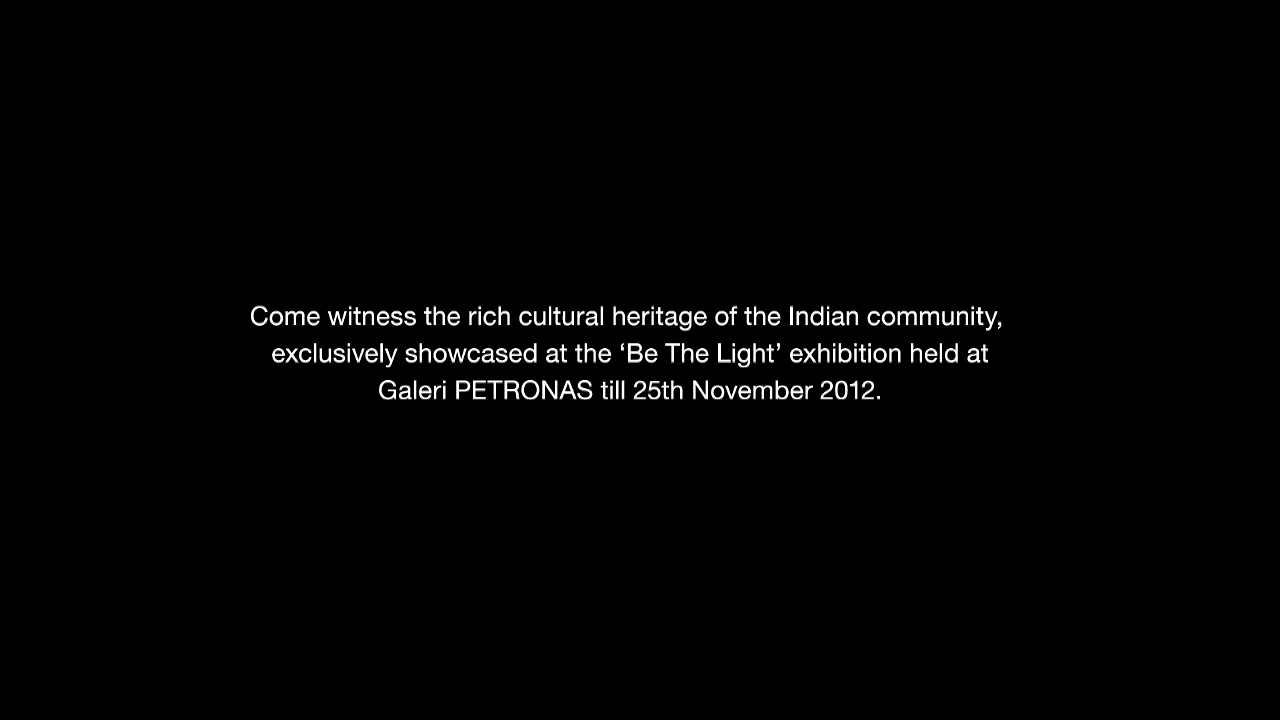 Come witness the rich cultural heritage of the Indian community,
exclusively showcased at the ‘Be The Light’ exhibition held at
Galeri PETRONAS till 25th November 2012.